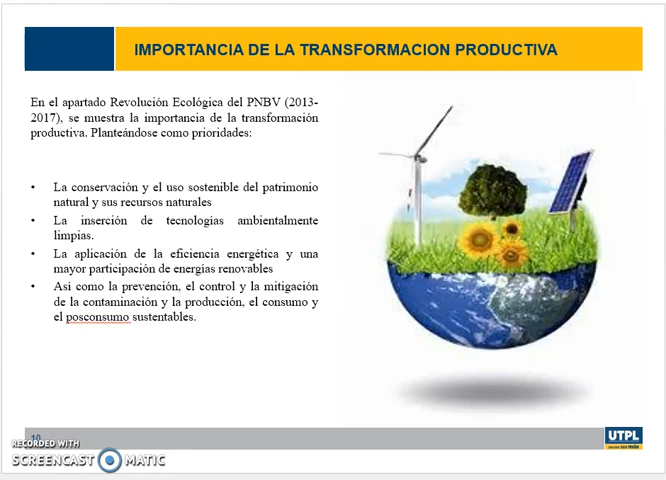 IMPORTANCIA DE LA TRANSFORMACION PRODUCTIVA
En el apartado Revolución Ecológica del PNBV (2013-
2017), se muestra la importancia de la transformación
productiva. Planteándose como prioridades:
• La conservación y el uso sostenible del patrimonio
natural y sus recursos naturales
• La inserción de tecnologías ambientalmente
limpias.
• La aplicación de la eficiencia energética y una
mayor participación de energías renovables
• Asi como la prevención, el control y la mitigación
de la contaminación y la producción, el consumo y
el posconsumo sustentables.
10
RECORDED WITH
SCREENCAST MATIC
UTPL